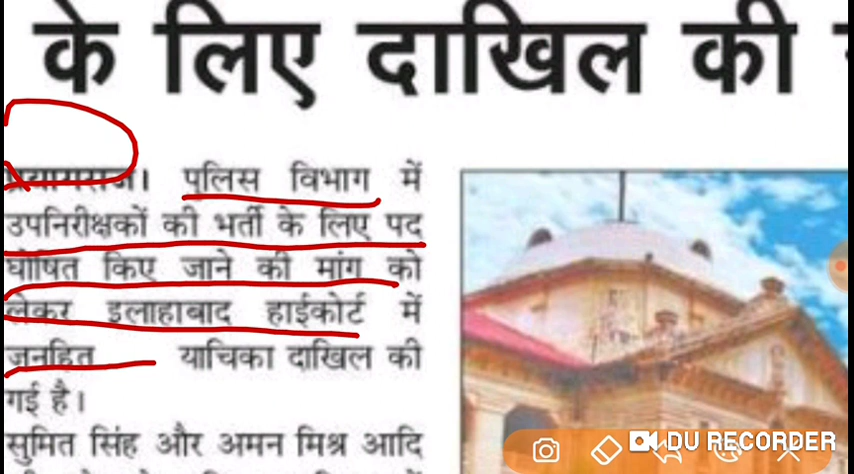 के लिए दाखिल की
प्रयागराज। पुलिस विभाग में
उपनिरीक्षकों की भर्ती के लिए पद
घोषित किए जाने की मांग को
लेकर इलाहाबाद हाईकोर्ट में
जनहित याचिका दाखिल की
गई है।
सुमित सिंह और अमन मिश्र आदि
DU RECORDER